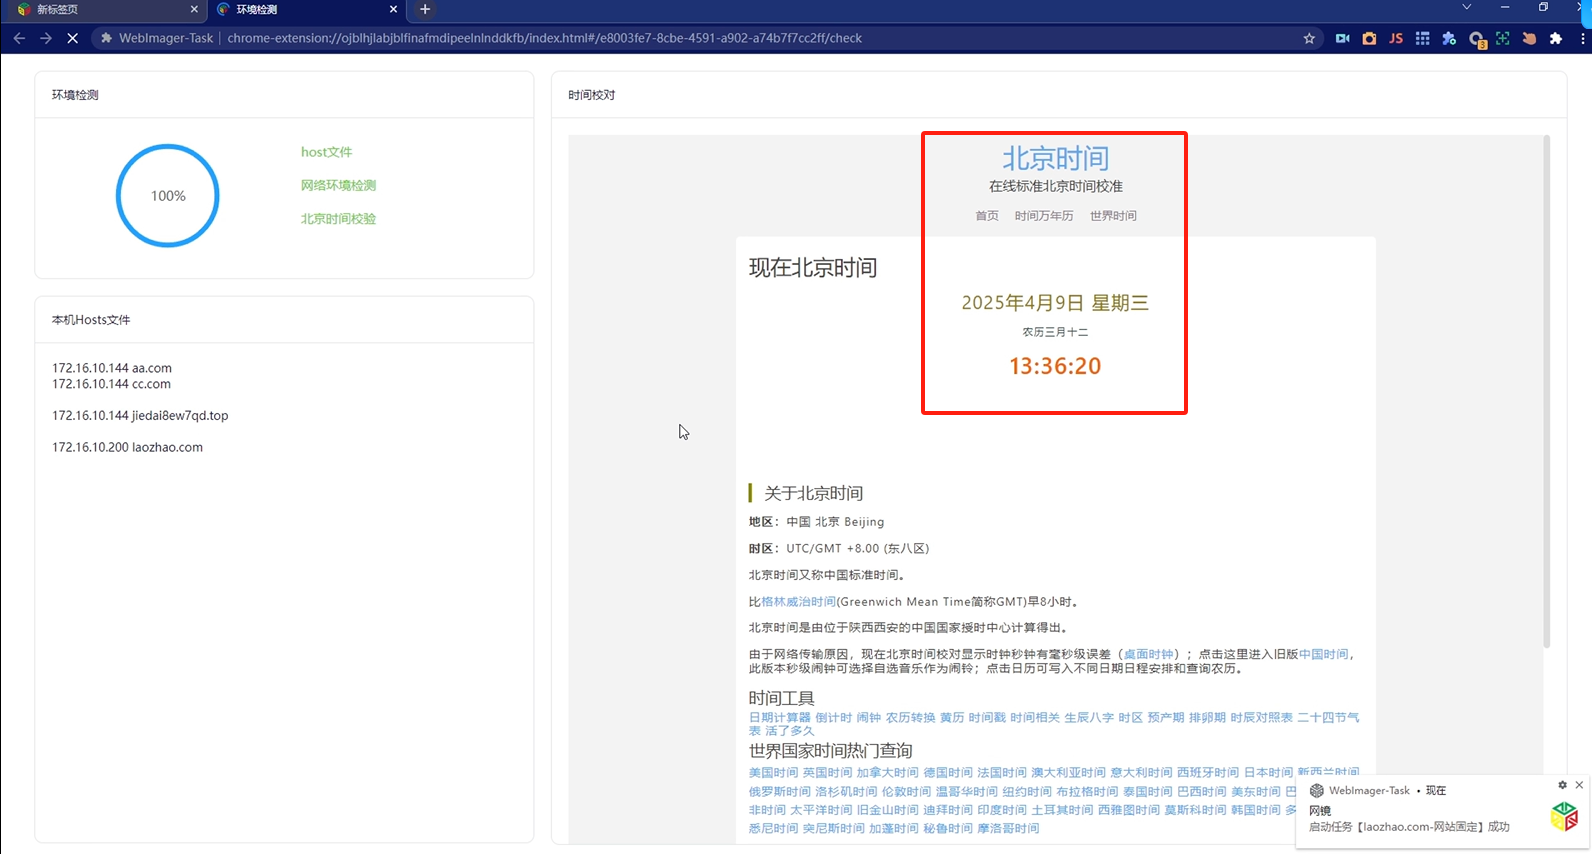 新标签页
环境检测
WebImager-Task
chrome-extension://ojblhjlabjblfinafmdipeelnlnddkfb/index.html#/e8003fe7-8cbe-4591-a902-a74b7f7cc2ff/check
JS
3
环境检测
100%
host文件
网络环境检测
北京时间校验
本机Hosts文件
172.16.10.144 aa.com
172.16.10.144 cc.com
172.16.10.144 jiedai8ew7qd.top
172.16.10.200 laozhao.com
时间校对
北京时间
在线标准北京时间校准
首页 时间万年历 世界时间
现在北京时间
2025年4月9日 星期三
农历三月十二
13:36:20
关于北京时间
地区：中国 北京 Beijing
时区：UTC/GMT +8.00 (东八区)
北京时间又称中国标准时间。
比格林威治时间(Greenwich Mean Time简称GMT)早8小时。
北京时间是由位于陕西西安的中国国家授时中心计算得出。
由于网络传输原因，现在北京时间校对显示时钟秒钟有毫秒级误差（桌面时钟）；点击这里进入旧版中国时间，
此版本秒级闹钟可选择自选音乐作为闹铃；点击日历可写入不同日期日程安排和查询农历。
时间工具
日期计算器 倒计时 闹钟 农历转换 黄历 时间戳 时间相关 生辰八字 时区 预产期 排卵期 时辰对照表 二十四节气
表 活了多久
世界国家时间热门查询
美国时间 英国时间 加拿大时间 德国时间 法国时间 澳大利亚时间 意大利时间 西班牙时间 日本时间 新西兰时间
俄罗斯时间 洛杉矶时间 伦敦时间 温哥华时间 纽约时间 布拉格时间 泰国时间 巴西时间 美东时间 巴
非时间 太平洋时间 旧金山时间 迪拜时间 印度时间 土耳其时间 西雅图时间 莫斯科时间 韩国时间 多
悉尼时间 突尼斯时间 加蓬时间 秘鲁时间 摩洛哥时间
WebImager-Task • 现在
网镜
启动任务【laozhao.com-网站固定】成功